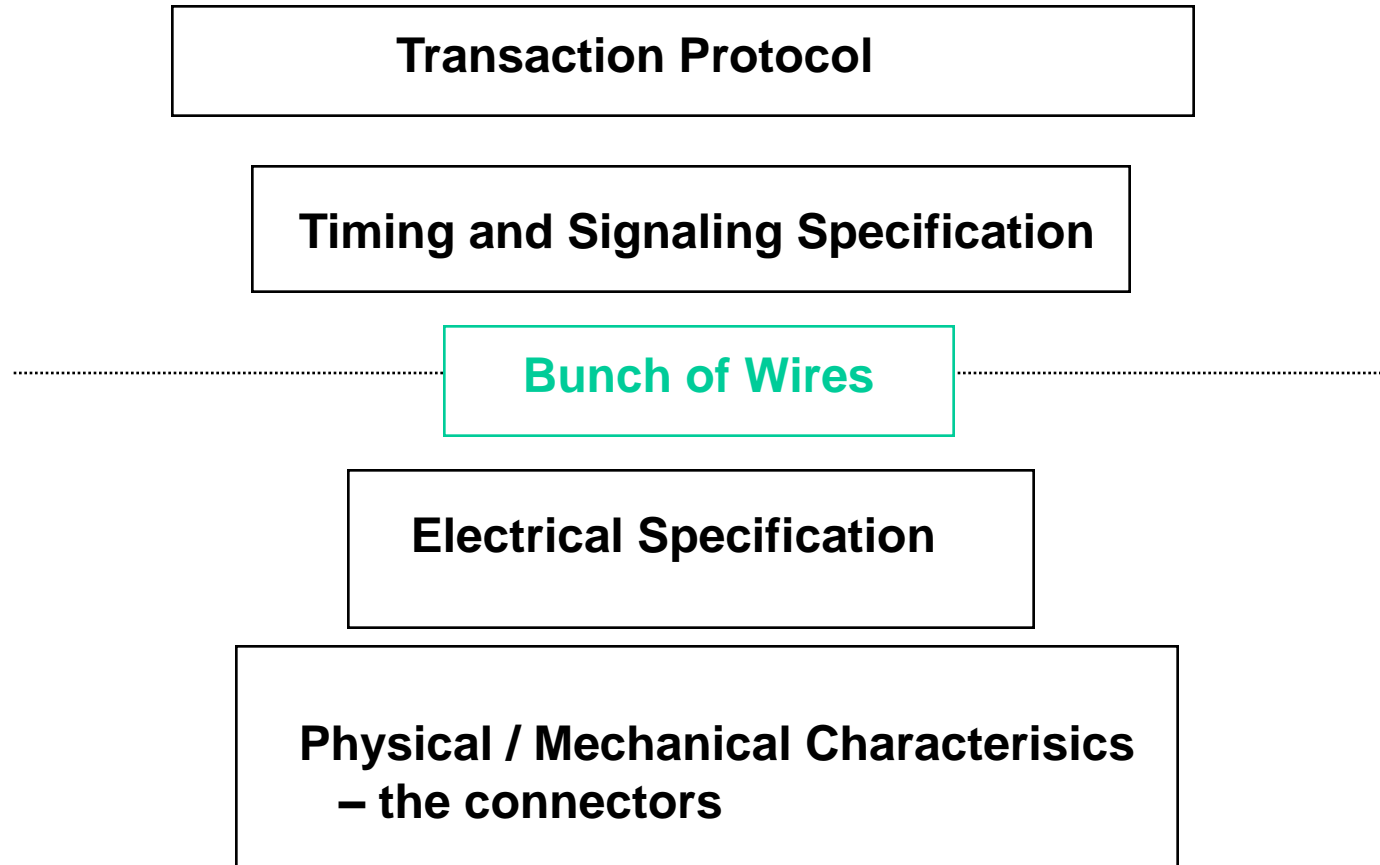 Transaction Protocol
Timing and Signaling Specification
Bunch of Wires
Electrical Specification
Physical / Mechanical Characterisics
– the connectors